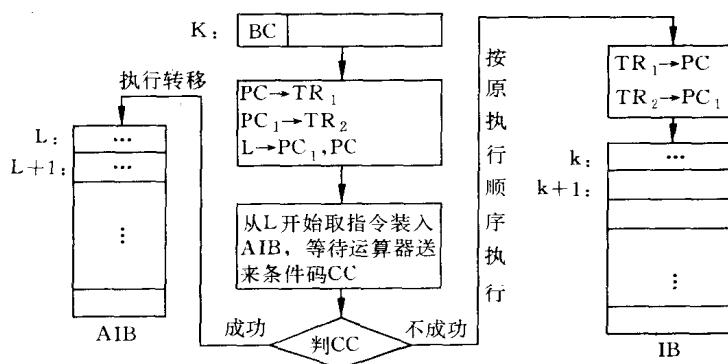 K:
BC
执行转移
PC→TR₁
PC₁→TR₂
L→PC₁,PC
按原执行顺序执行
TR₁→PC
TR₂→PC₁
L:
…
L+1:
…
⋮
AIB
从L开始取指令装入
AIB，等待运算器送
来条件码CC
k:
…
k+1:
⋮
IB
成功
判CC
不成功